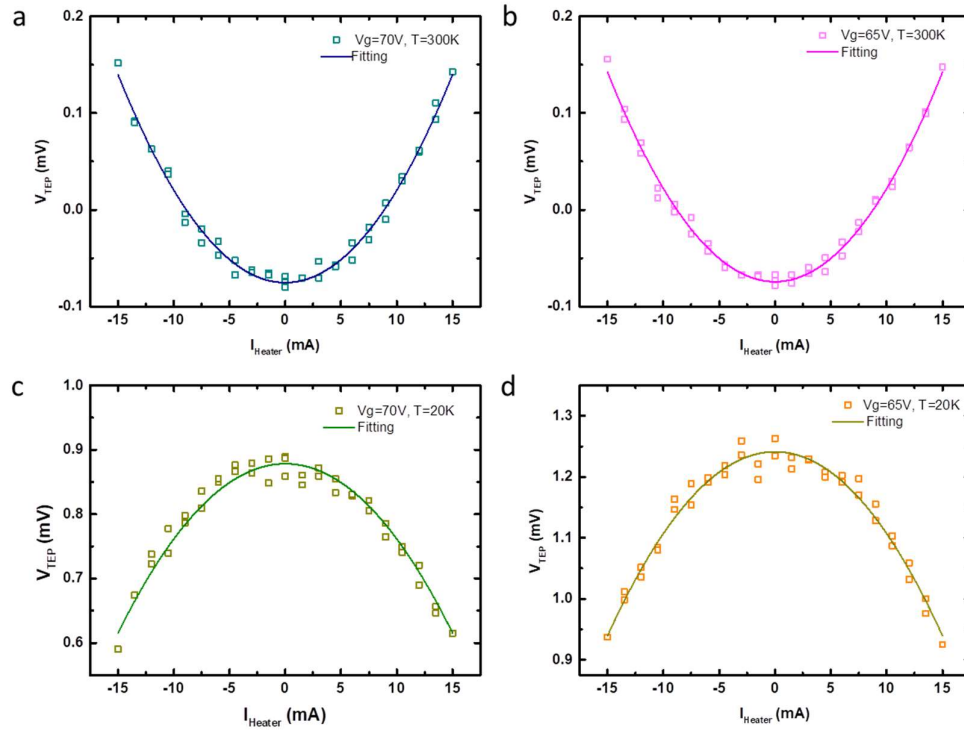 a
Vg=70V, T=300K
Fitting
0.2
0.1
0.0
-0.1
V_TEP (mV)
-15 -10 -5 0 5 10 15
I_Heater (mA)
b
Vg=65V, T=300K
Fitting
0.2
0.1
0.0
-0.1
V_TEP (mV)
-15 -10 -5 0 5 10 15
I_Heater (mA)
c
Vg=70V, T=20K
Fitting
1.0
0.9
0.8
0.7
0.6
V_TEP (mV)
-15 -10 -5 0 5 10 15
I_Heater (mA)
d
Vg=65V, T=20K
Fitting
1.3
1.2
1.1
1.0
0.9
V_TEP (mV)
-15 -10 -5 0 5 10 15
I_Heater (mA)